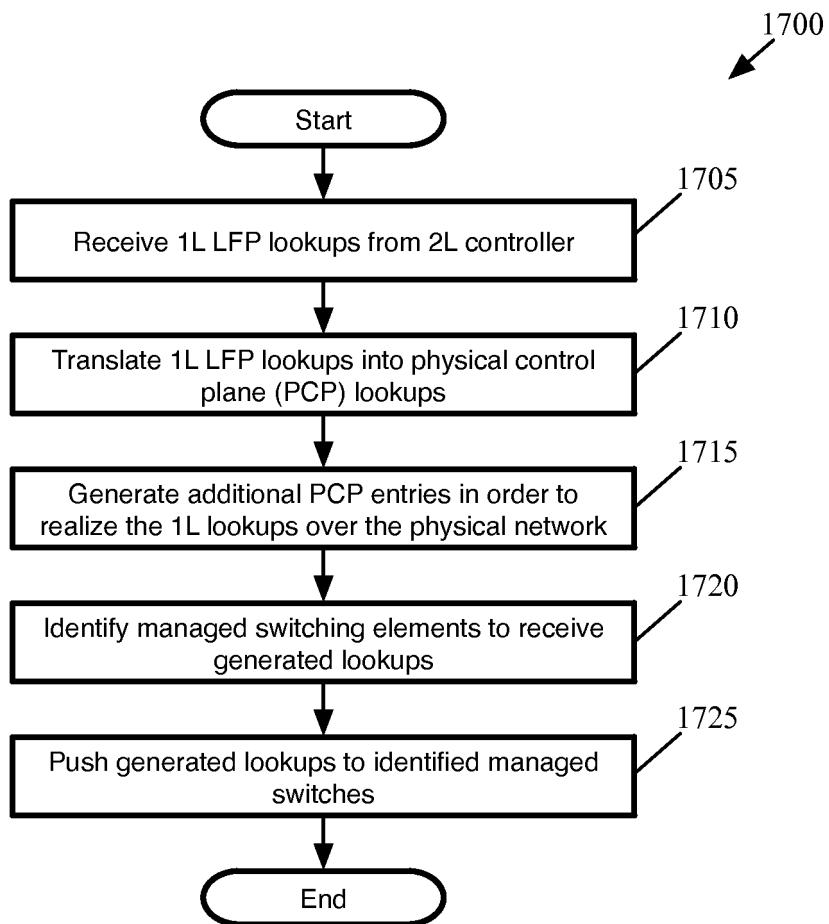 1700
Start
1705
Receive 1L LFP lookups from 2L controller
1710
Translate 1L LFP lookups into physical control
plane (PCP) lookups
1715
Generate additional PCP entries in order to
realize the 1L lookups over the physical network
1720
Identify managed switching elements to receive
generated lookups
1725
Push generated lookups to identified managed
switches
End